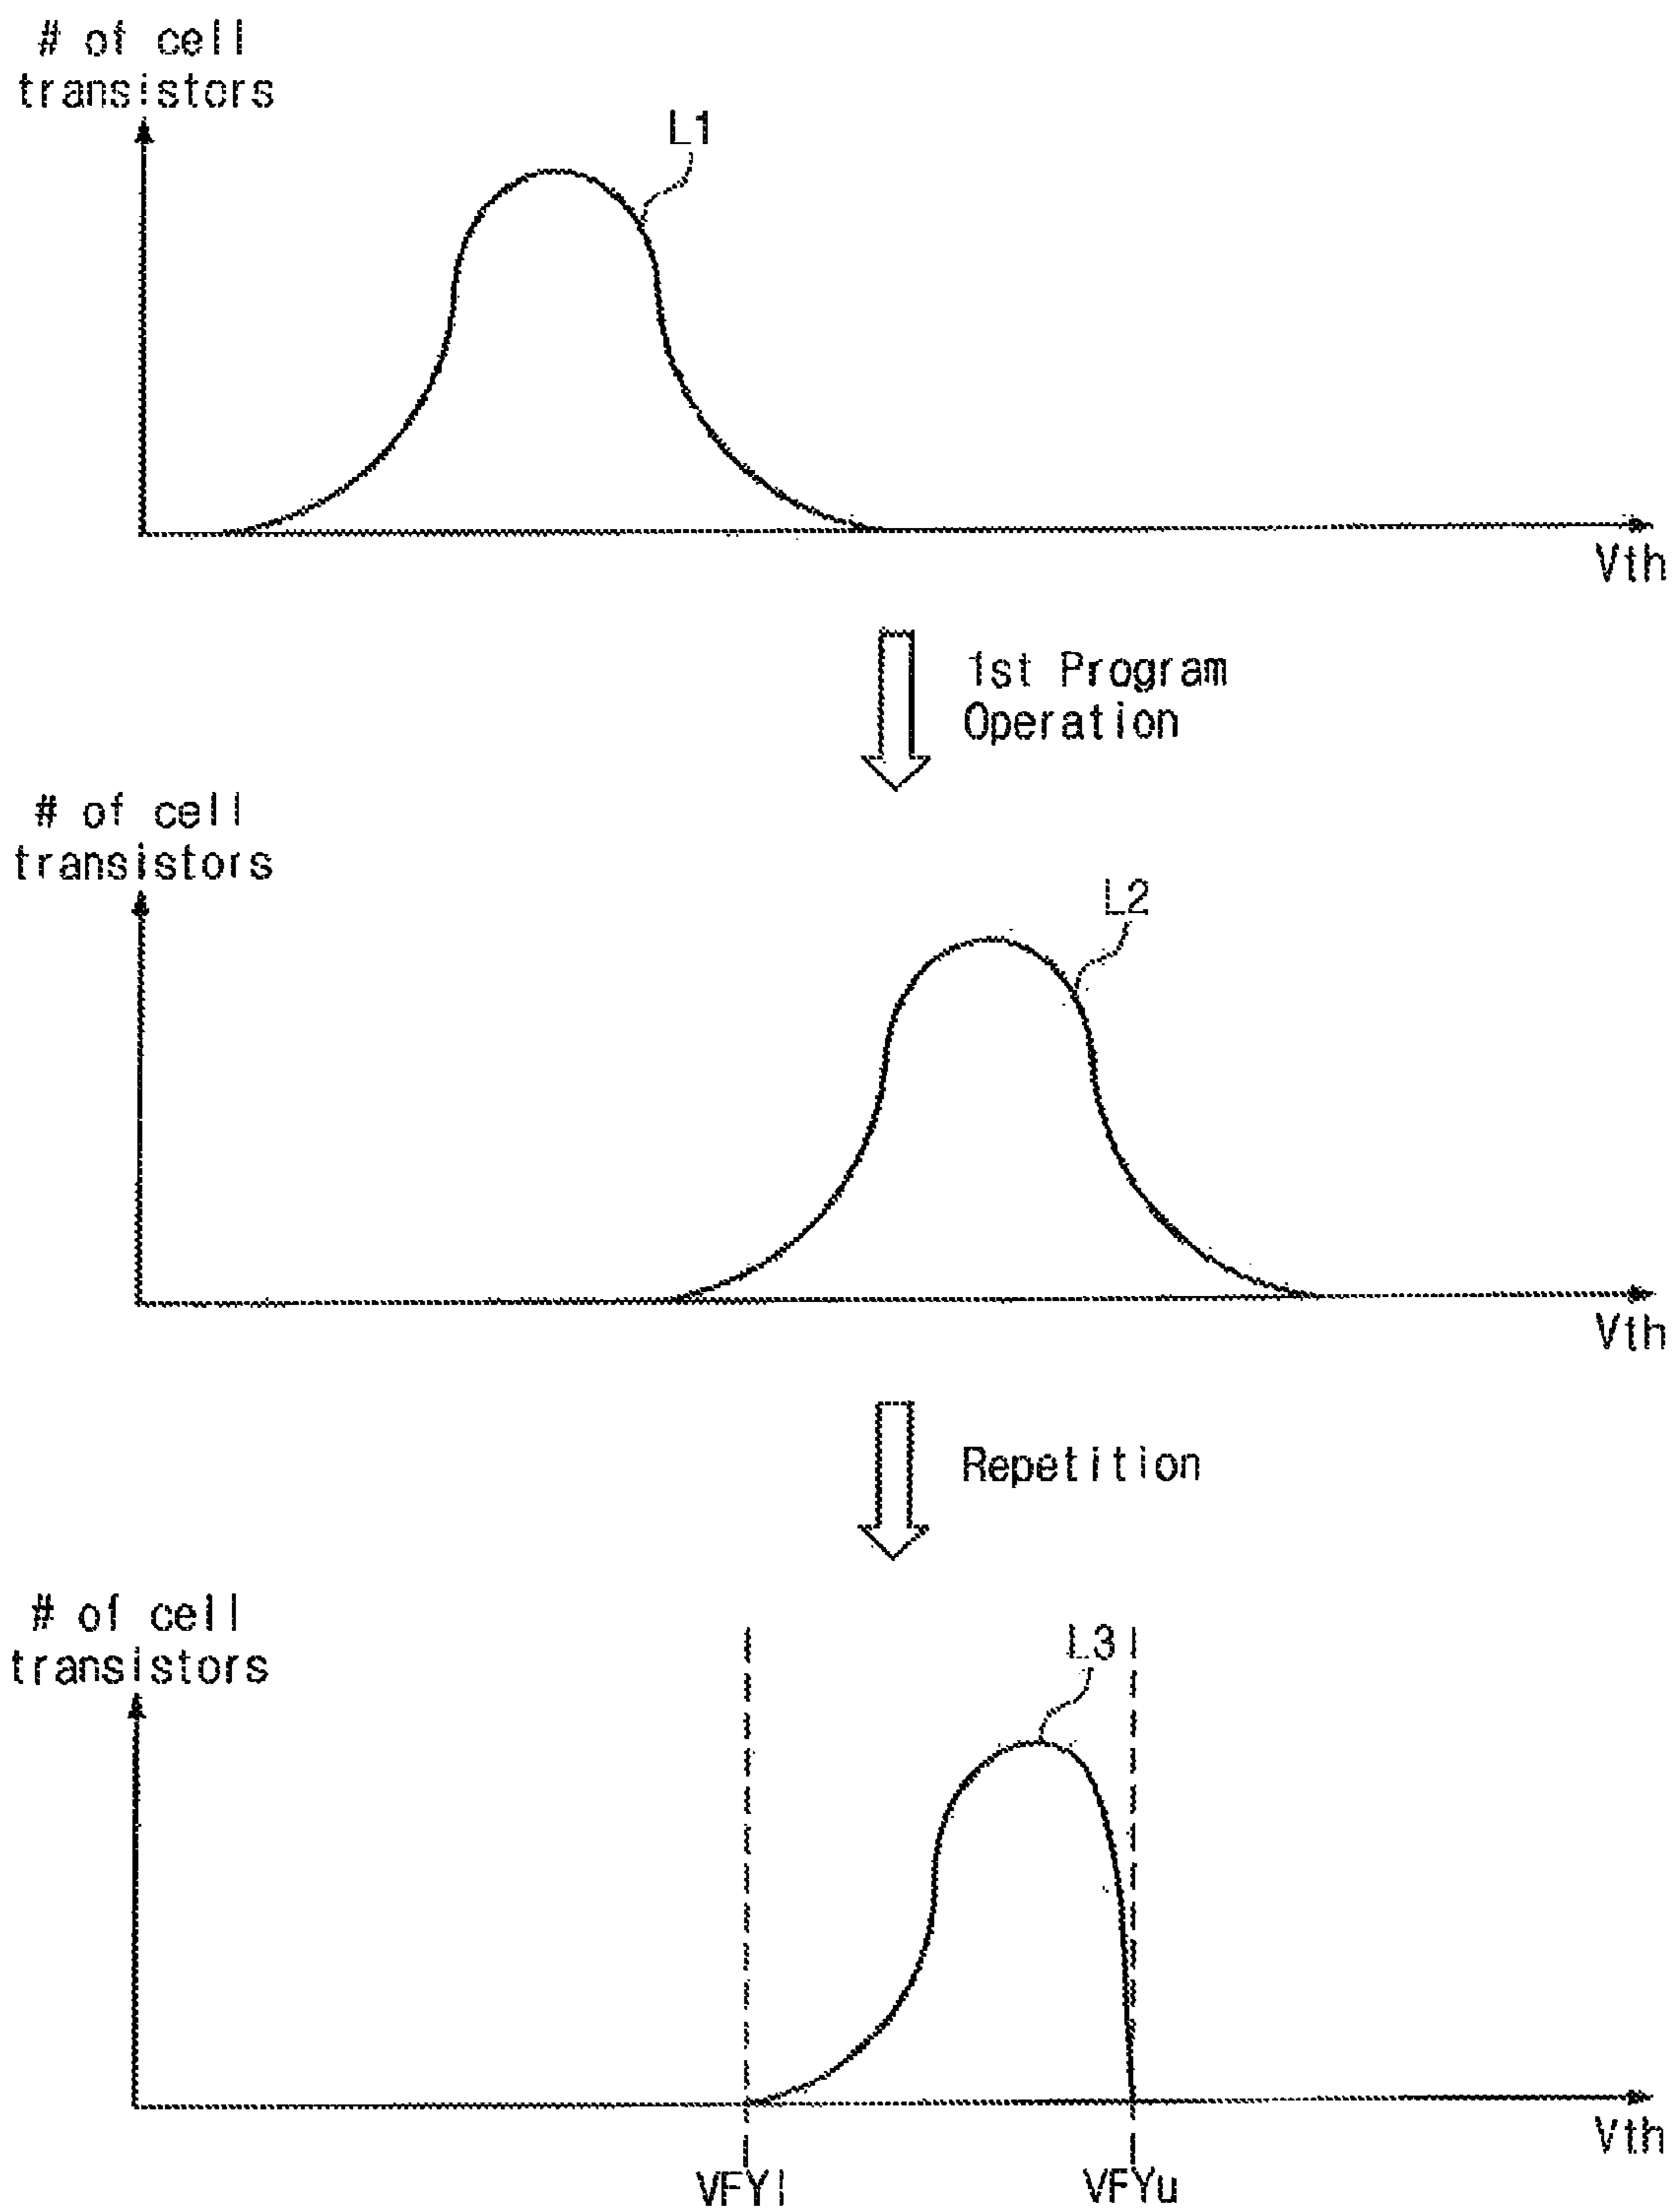 # of cell
transistors
L1
Vth
1st Program
Operation
# of cell
transistors
L2
Vth
Repetition
# of cell
transistors
L3
Vth
VFYl
VFYu